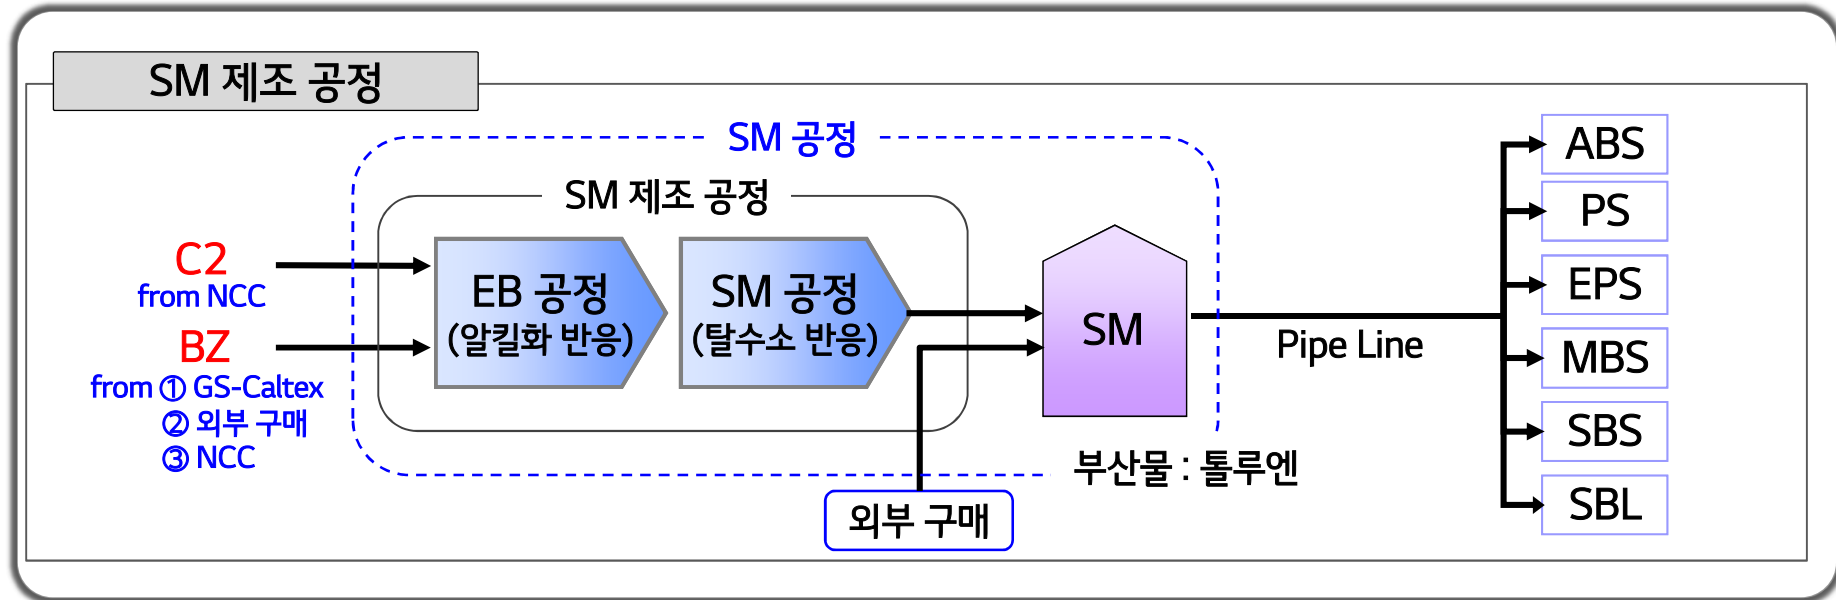 SM 제조 공정
SM 공정
SM 제조 공정
C2
from NCC
BZ
from ① GS-Caltex
② 외부 구매
③ NCC
EB 공정
(알킬화 반응)
SM 공정
(탈수소 반응)
SM
외부 구매
부산물 : 톨루엔
Pipe Line
ABS
PS
EPS
MBS
SBS
SBL